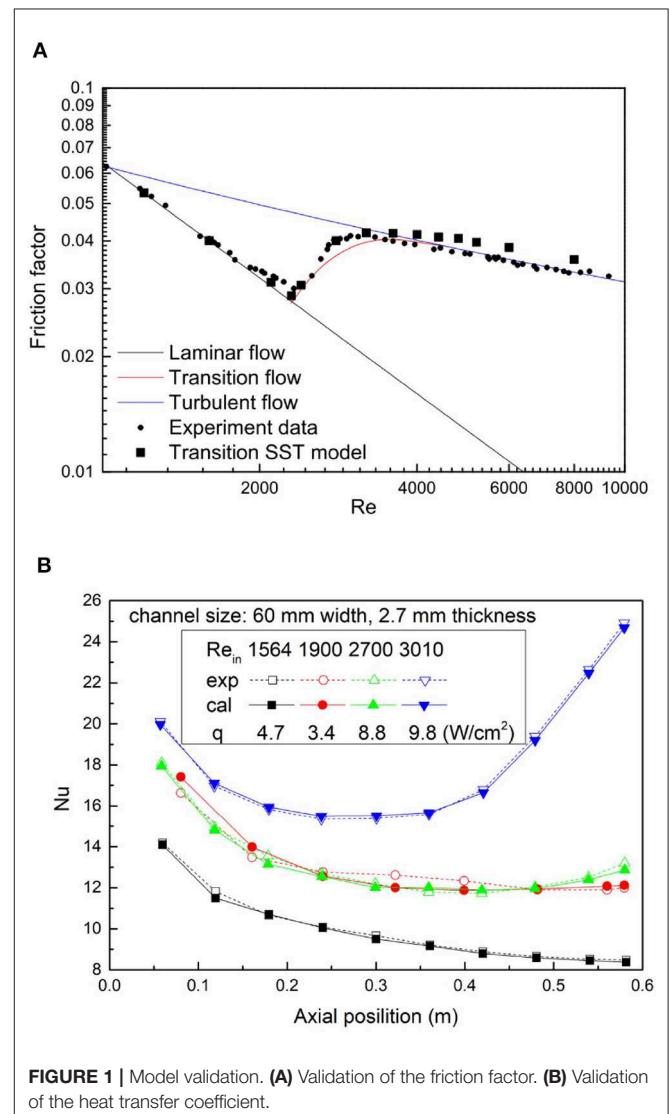 A
0.1
0.09
0.08
0.07
0.06
0.05
0.04
0.03
0.02
0.01
Friction factor
Laminar flow
Transition flow
Turbulent flow
Experiment data
Transition SST model
2000 4000 6000 8000 10000
Re
B
26
24
22
20
18
16
14
12
10
8
Nu
channel size: 60 mm width, 2.7 mm thickness
Re_in 1564 1900 2700 3010
exp
cal
q 4.7 3.4 8.8 9.8 (W/cm²)
0.0 0.1 0.2 0.3 0.4 0.5 0.6
Axial posilition (m)
FIGURE 1 | Model validation. (A) Validation of the friction factor. (B) Validation
of the heat transfer coefficient.